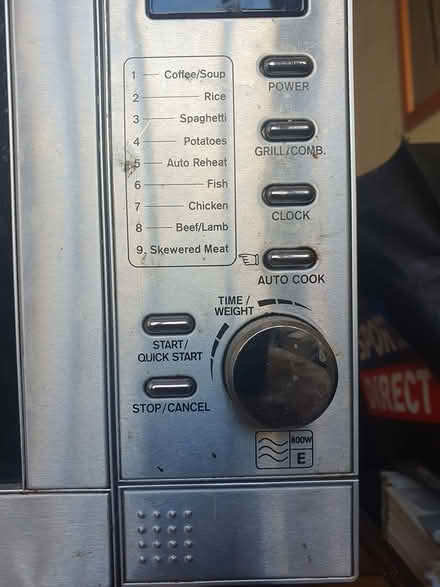 1 Coffee/Soup
2 Rice
3 Spaghetti
4 Potatoes
5 Auto Reheat
6 Fish
7 Chicken
8 Beef/Lamb
9. Skewered Meat
POWER
GRILL/COMB.
CLOCK
AUTO COOK
TIME/
WEIGHT
START/
QUICK START
STOP/CANCEL
800W
E
DIRECT